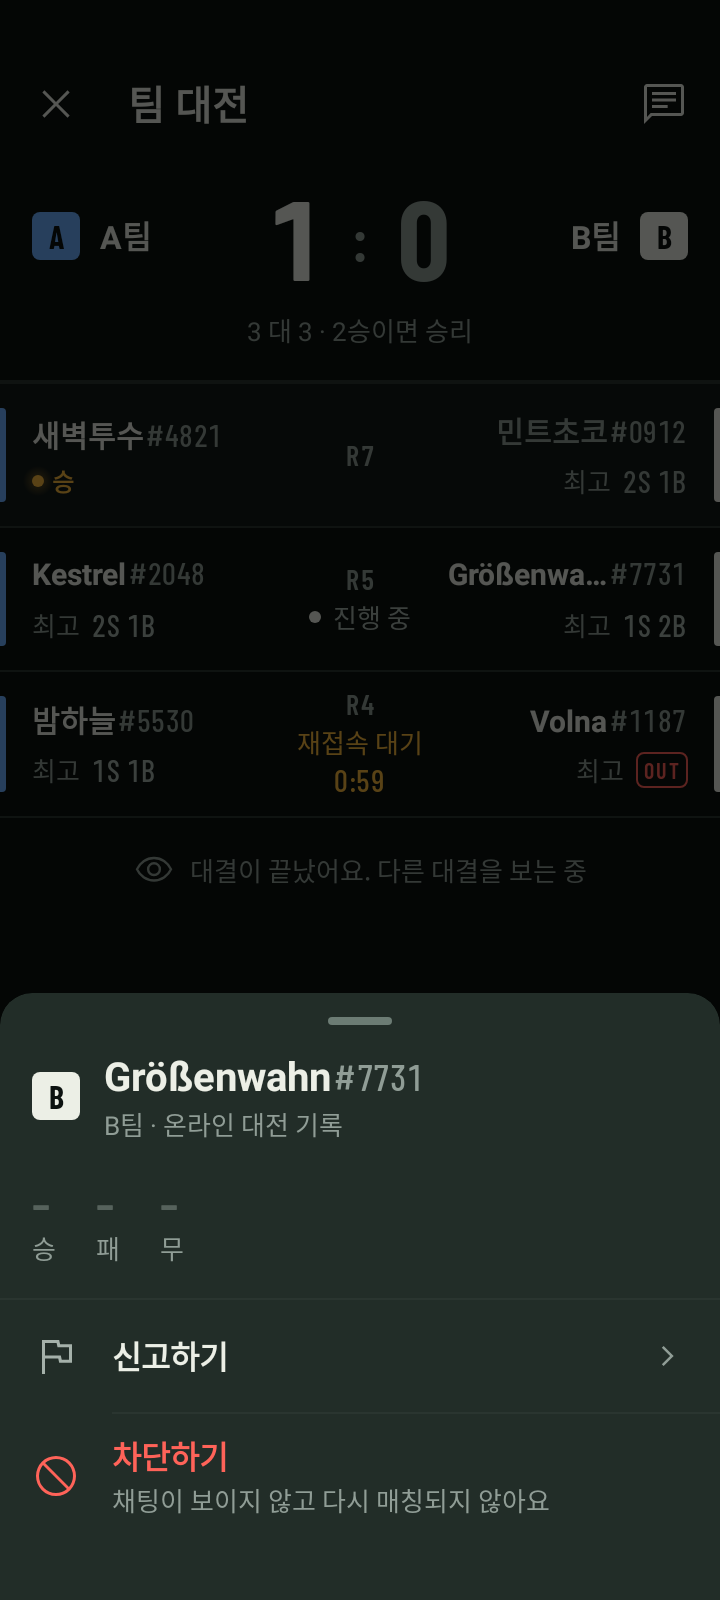 팀 대전
A A팀 1 : 0 B팀 B
3 대 3 · 2승이면 승리
새벽투수#4821 R7 민트초코#0912
승 최고 2S 1B
Kestrel#2048 R5 Größenwa...#7731
최고 2S 1B 진행 중 최고 1S 2B
밤하늘#5530 R4 Volna#1187
재접속 대기
최고 1S 1B 0:59 최고 OUT
대결이 끝났어요. 다른 대결을 보는 중
B Größenwahn#7731
B팀 · 온라인 대전 기록
– – –
승 패 무
신고하기
차단하기
채팅이 보이지 않고 다시 매칭되지 않아요